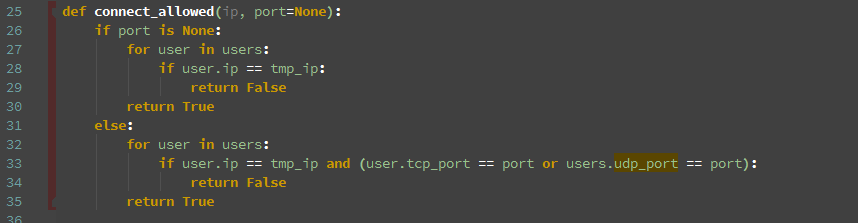 25 def connect_allowed(ip, port=None):
26     if port is None:
27         for user in users:
28             if user.ip == tmp_ip:
29                 return False
30         return True
31     else:
32         for user in users:
33             if user.ip == tmp_ip and (user.tcp_port == port or users.udp_port == port):
34                 return False
35         return True
36